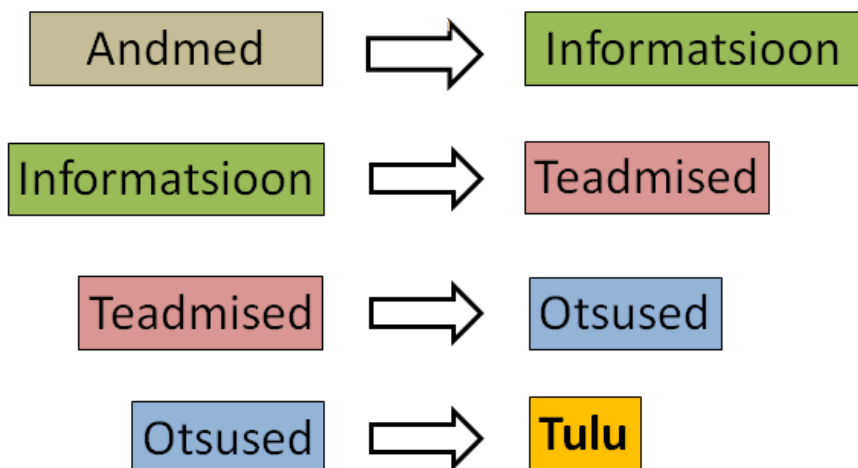 Andmed Informatsioon
Informatsioon Teadmised
Teadmised Otsused
Otsused Tulu